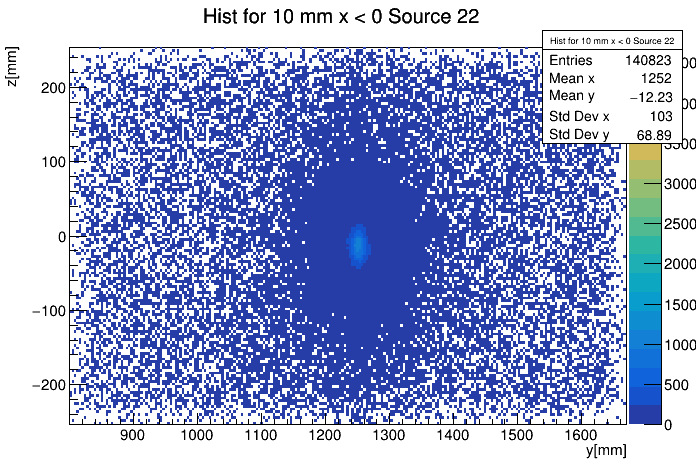 Hist for 10 mm x < 0 Source 22
Hist for 10 mm x < 0 Source 22
Entries 140823
Mean x 1252
Mean y −12.23
Std Dev x 103
Std Dev y 68.89
z[mm]
200
100
0
−100
−200
900 1000 1100 1200 1300 1400 1500 1600
y[mm]
3500
3000
2500
2000
1500
1000
500
0